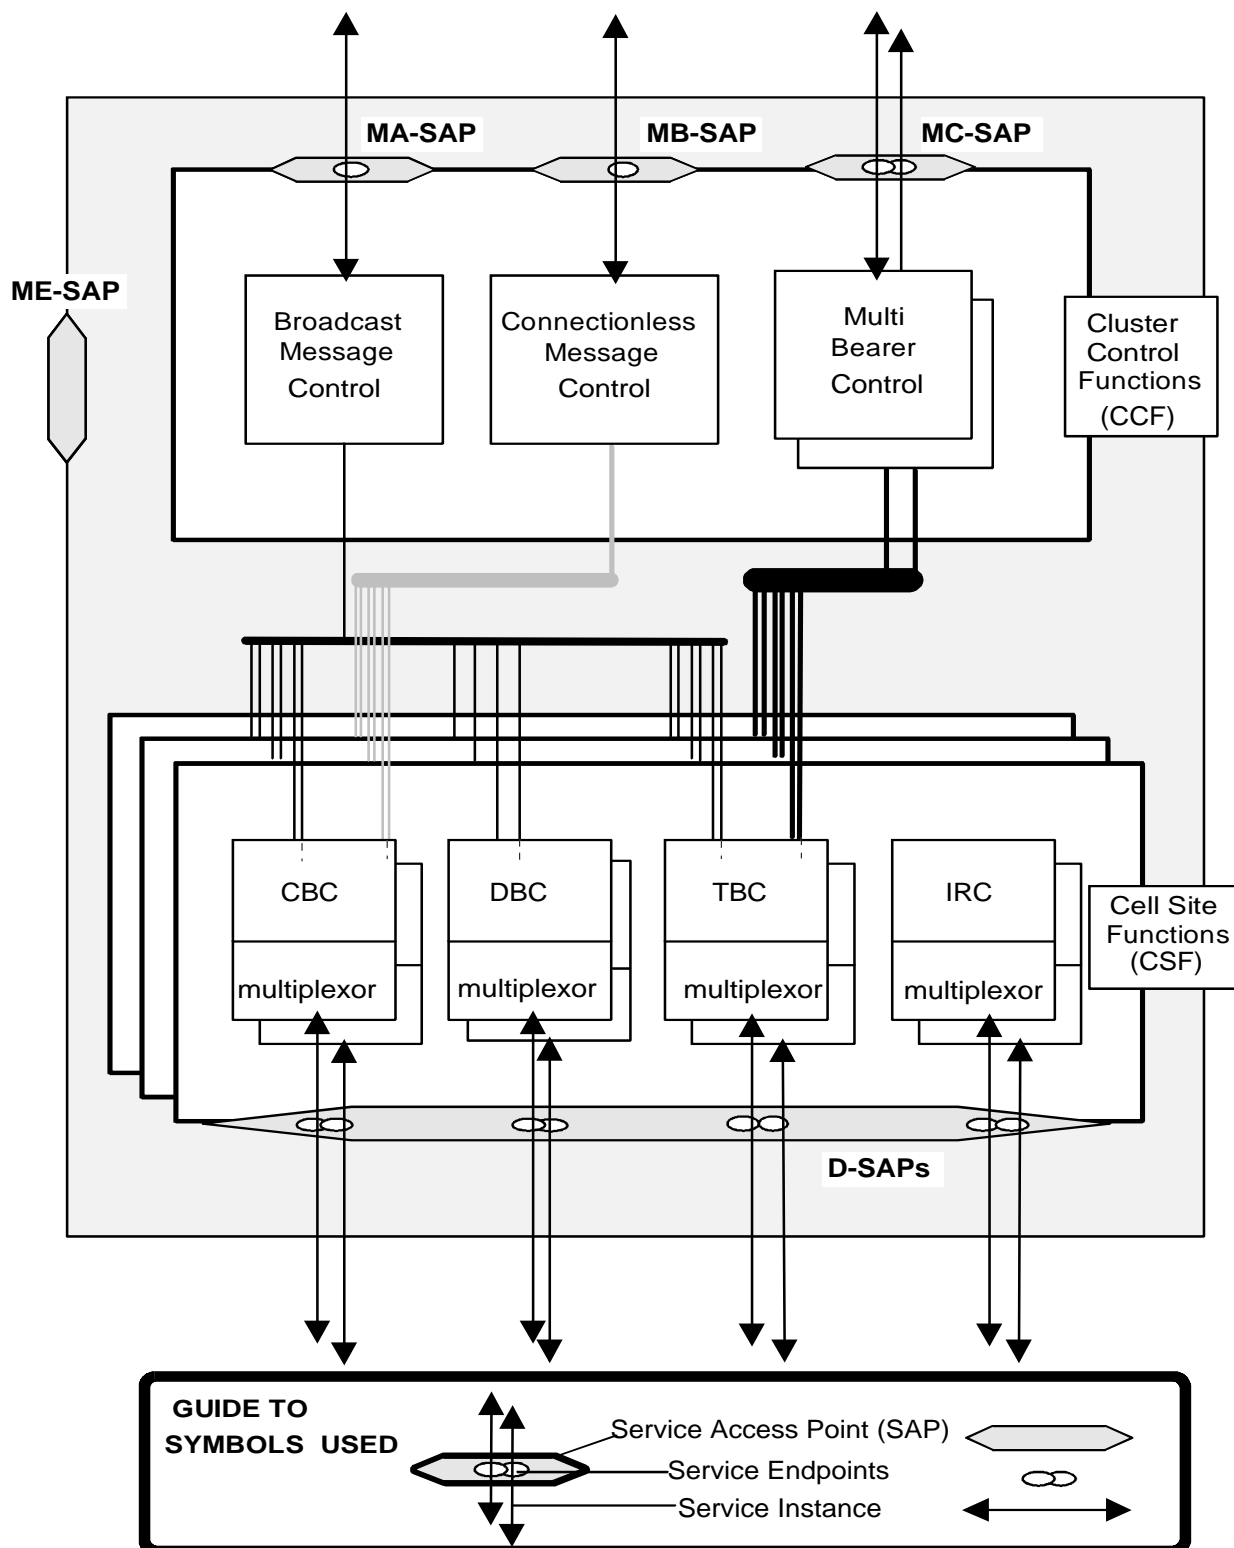 MA-SAP
MB-SAP
MC-SAP
ME-SAP
Broadcast
Message
Control
Connectionless
Message
Control
Multi
Bearer
Control
Cluster
Control
Functions
(CCF)
CBC
DBC
TBC
IRC
multiplexor
multiplexor
multiplexor
multiplexor
Cell Site
Functions
(CSF)
D-SAPs
GUIDE TO
SYMBOLS USED
Service Access Point (SAP)
Service Endpoints
Service Instance